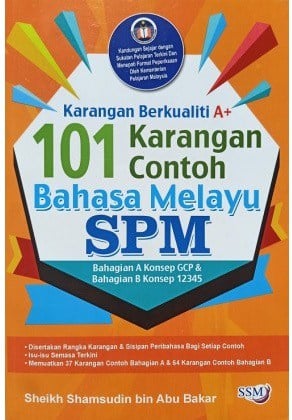 Kandungan Sejajar dengan
Sukatan Pelajaran Terkini Dan
Menepati Format Peperiksaan
Oleh Kementerian
Pelajaran Malaysia
Karangan Berkualiti A+
101 Karangan
Contoh
Bahasa Melayu
SPM
Bahagian A Konsep GCP &
Bahagian B Konsep 12345
• Disertakan Rangka Karangan & Sisipan Peribahasa Bagi Setiap Contoh
• Isu-isu Semasa Terkini
• Memuatkan 37 Karangan Contoh Bahagian A & 64 Karangan Contoh Bahagian B
Sheikh Shamsudin bin Abu Bakar
SSM